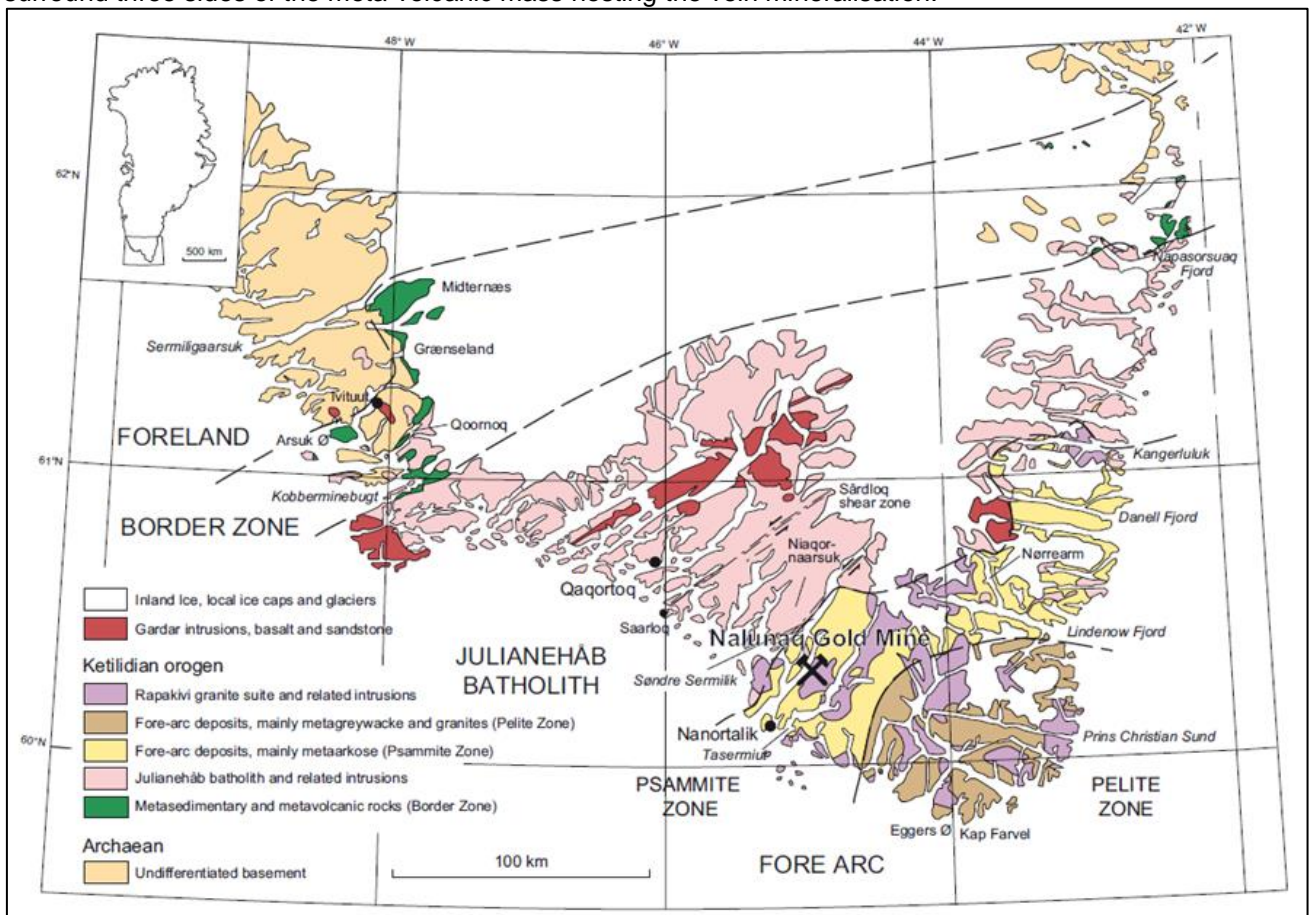 surround three sides of the meta-volcanic mass hosting the vein mineralisation.
48° W
46° W
44° W
42° W
62°N
500 km
Midternæs
Napasorsuaq
Fjord
Sermiligaarsuk
Grænseland
Ivituut
FORELAND
Arsuk Ø
Qoornoq
Kangerluluk
61°N
Kobberminebugt
Sârdloq
shear zone
Danell Fjord
BORDER ZONE
Niaqor-
naarsuk
Nørrearm
Qaqortoq
Inland Ice, local ice caps and glaciers
Saarloq
Gardar intrusions, basalt and sandstone
Lindenow Fjord
Nalunaq Gold Mine
Ketilidian orogen
JULIANEHÅB
BATHOLITH
Søndre Sermilik
Rapakivi granite suite and related intrusions
Fore-arc deposits, mainly metagreywacke and granites (Pelite Zone)
Nanortalik
Prins Christian Sund
60°N
Fore-arc deposits, mainly metaarkose (Psammite Zone)
Tasermiut
Julianehåb batholith and related intrusions
PSAMMITE
ZONE
PELITE
ZONE
Metasedimentary and metavolcanic rocks (Border Zone)
Eggers Ø
Kap Farvel
Archaean
100 km
FORE ARC
Undifferentiated basement